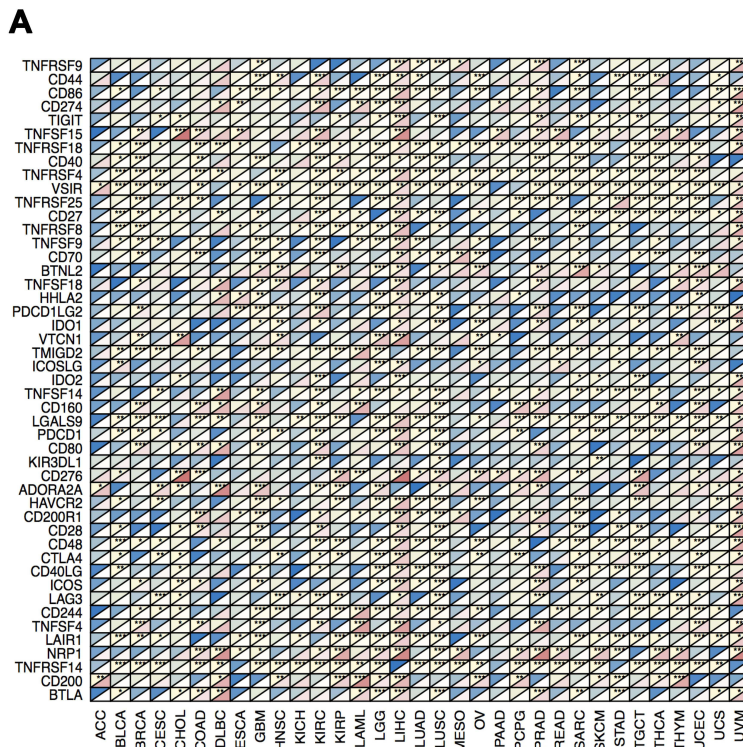 A
TNFRSF9
CD44
CD86
CD274
TIGIT
TNFSF15
TNFRSF18
CD40
TNFRSF4
VSIR
TNFRSF25
CD27
TNFRSF8
TNFSF9
CD70
BTNL2
TNFSF18
HHLA2
PDCD1LG2
IDO1
VTCN1
TMIGD2
ICOSLG
IDO2
TNFSF14
CD160
LGALS9
PDCD1
CD80
KIR3DL1
CD276
ADORA2A
HAVCR2
CD200R1
CD28
CD48
CTLA4
CD40LG
ICOS
LAG3
CD244
TNFSF4
LAIR1
NRP1
TNFRSF14
CD200
BTLA
ACC
BLCA
BRCA
CESC
CHOL
COAD
DLBC
ESCA
GBM
HNSC
KICH
KIRC
KIRP
LAML
LGG
LIHC
LUAD
LUSC
MESO
OV
PAAD
PCPG
PRAD
READ
SARC
SKCM
STAD
TGCT
THCA
THYM
UCEC
UCS
UVM